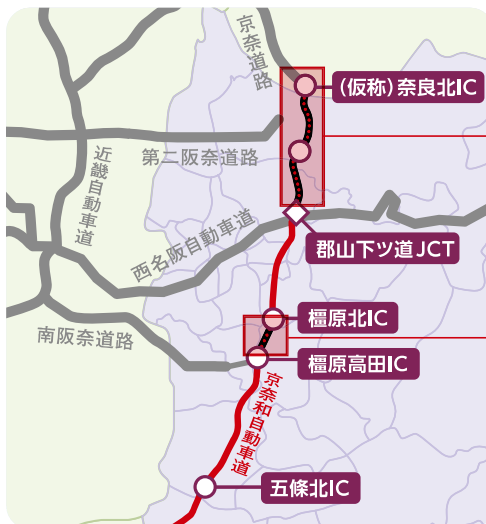 京奈道路
(仮称)奈良北IC
第二阪奈道路
近畿自動車道
西名阪自動車道
郡山下ツ道JCT
橿原北IC
南阪奈道路
橿原高田IC
京奈和自動車道
五條北IC